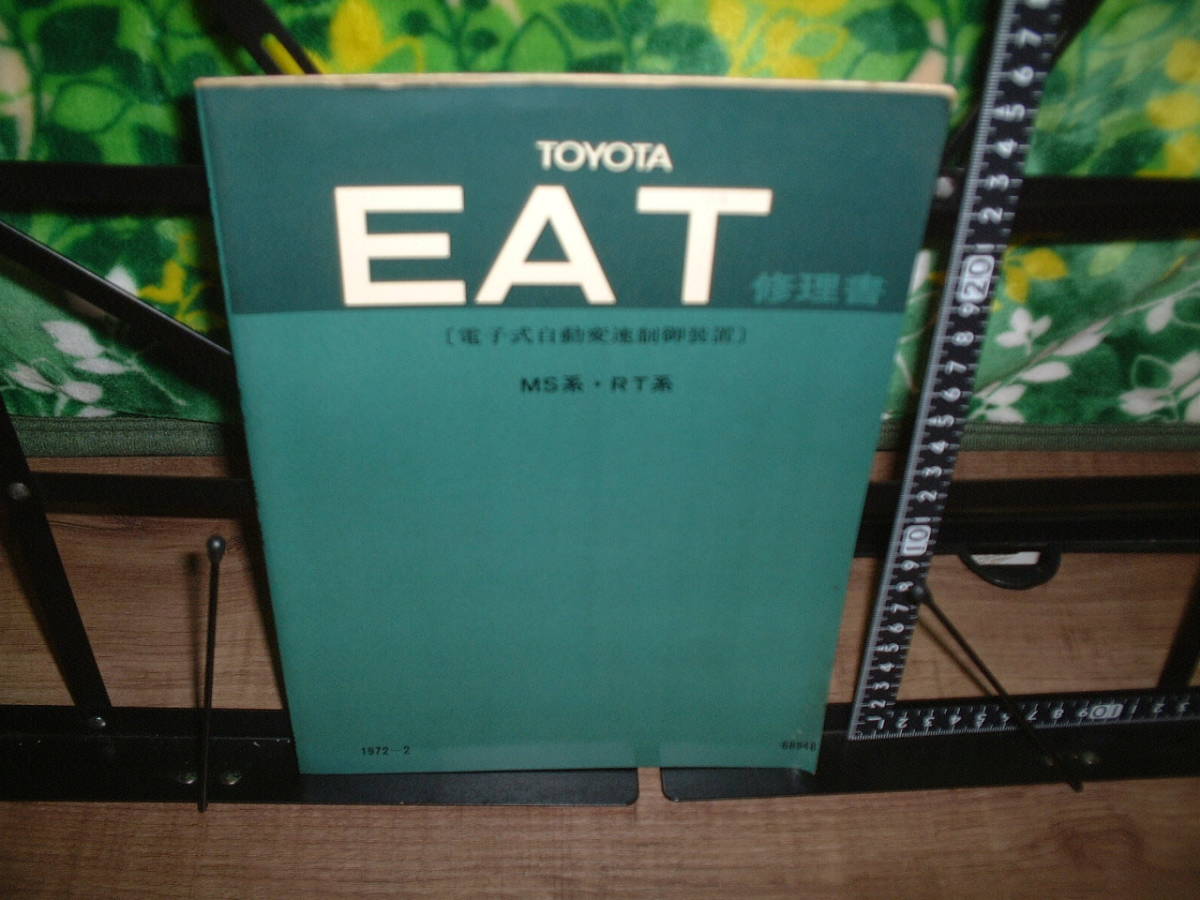 TOYOTA
EAT 修理書
〔電子式自動変速制御装置〕
MS系・RT系
1972-2